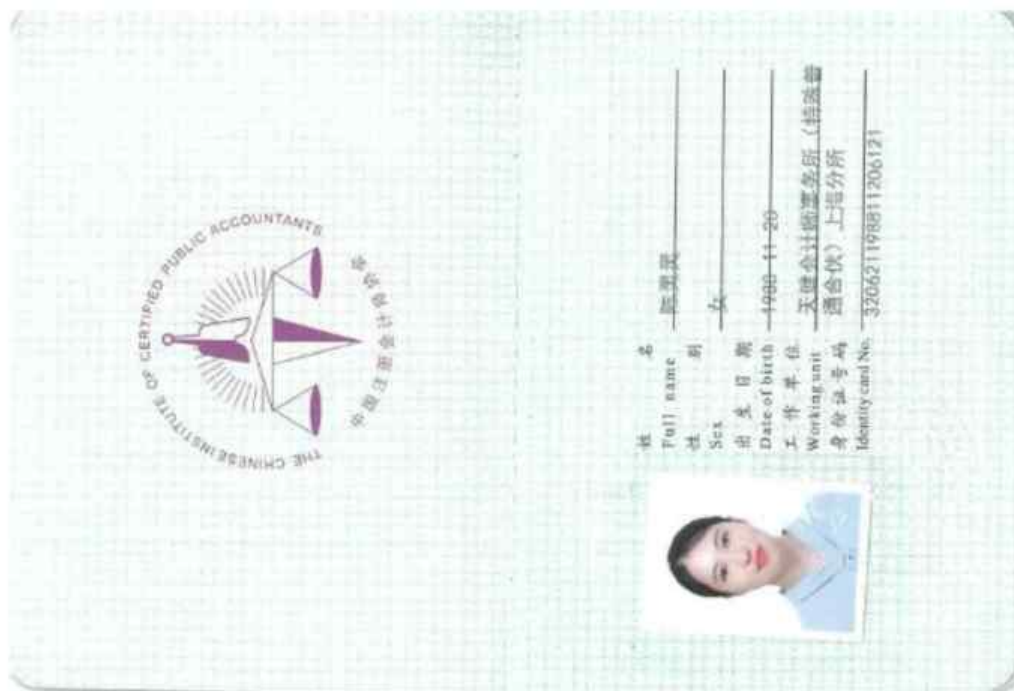 THE CHINESE INSTITUTE OF CERTIFIED PUBLIC ACCOUNTANTS
中国注册会计师协会
姓 名
Full name
性 别
Sex 女
出生日期
Date of birth 1988-11-20
工作单位 天健会计师事务所（特殊普
Working unit 通合伙）上海分所
身份证号码
Identity card No. 320621198811206121